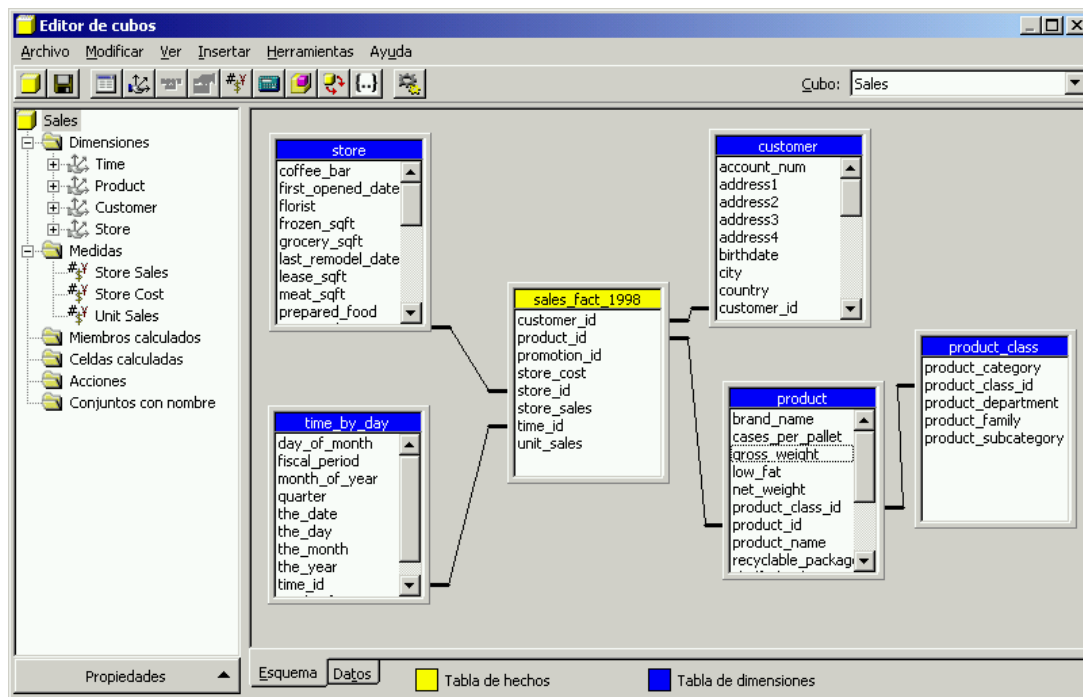 Editor de cubos
Archivo Modificar Ver Insertar Herramientas Ayuda
Cubo: Sales
Sales
Dimensiones
Time
Product
Customer
Store
Medidas
Store Sales
Store Cost
Unit Sales
Miembros calculados
Celdas calculadas
Acciones
Conjuntos con nombre
Propiedades
store
coffee_bar
first_opened_date
florist
frozen_sqft
grocery_sqft
last_remodel_date
lease_sqft
meat_sqft
prepared_food
time_by_day
day_of_month
fiscal_period
month_of_year
quarter
the_date
the_day
the_month
the_year
time_id
sales_fact_1998
customer_id
product_id
promotion_id
store_cost
store_id
store_sales
time_id
unit_sales
customer
account_num
address1
address2
address3
address4
birthdate
city
country
customer_id
product
brand_name
cases_per_pallet
gross_weight
low_fat
net_weight
product_class_id
product_id
product_name
recyclable_packag
product_class
product_category
product_class_id
product_department
product_family
product_subcategory
Esquema Datos
Tabla de hechos
Tabla de dimensiones